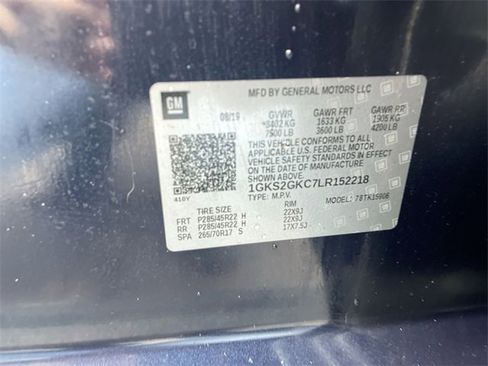 MFD BY GENERAL MOTORS LLC
GM
08/19 GVWR GAWR FRT GAWR RR
3402 KG 1633 KG 1905 KG
7500 LB 3600 LB 4200 LB
THIS VEHICLE CONFORMS TO ALL
APPLICABLE U.S. FEDERAL MOTOR
VEHICLE SAFETY STANDARDS IN
EFFECT ON THE DATE OF
MANUFACTURE SHOWN ABOVE.
1GKS2GKC7LR152218
TYPE: M.P.V. MODEL:
TIRE SIZE RIM
FRT P285/45R22 H 22X9J
RR P285/45R22 H 22X9J
SPA 265/70R17 S 17X7.5J